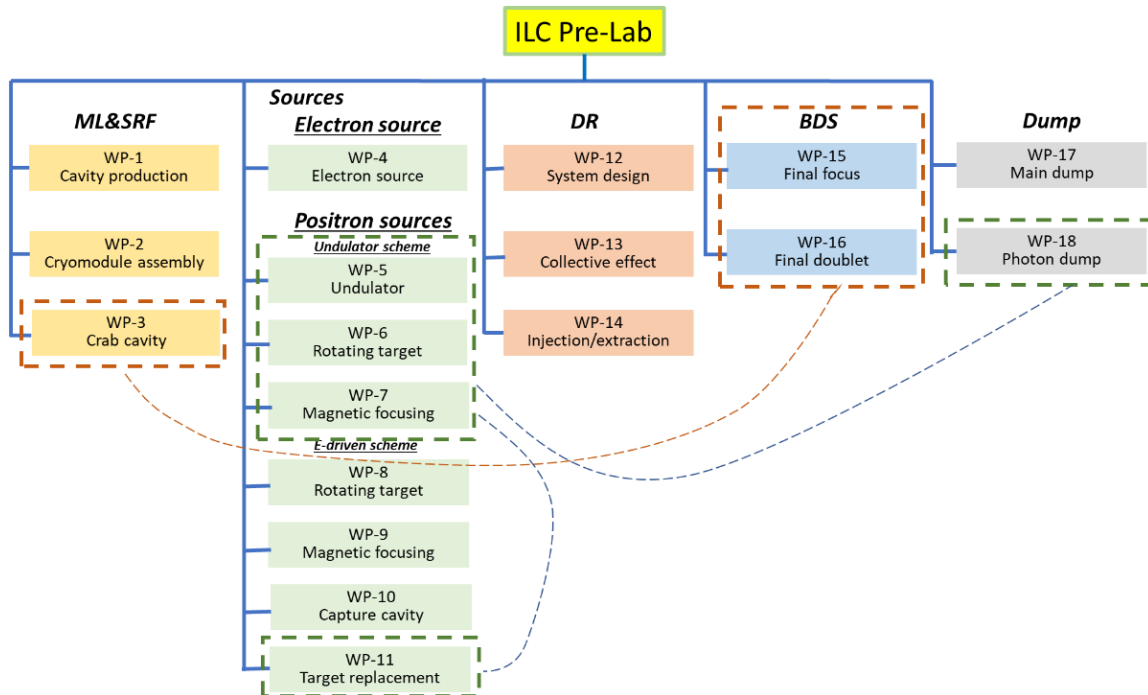 ILC Pre-Lab
ML&SRF
WP-1
Cavity production
WP-2
Cryomodule assembly
WP-3
Crab cavity
Sources
Electron source
WP-4
Electron source
Positron sources
Undulator scheme
WP-5
Undulator
WP-6
Rotating target
WP-7
Magnetic focusing
E-driven scheme
WP-8
Rotating target
WP-9
Magnetic focusing
WP-10
Capture cavity
WP-11
Target replacement
DR
WP-12
System design
WP-13
Collective effect
WP-14
Injection/extraction
BDS
WP-15
Final focus
WP-16
Final doublet
Dump
WP-17
Main dump
WP-18
Photon dump